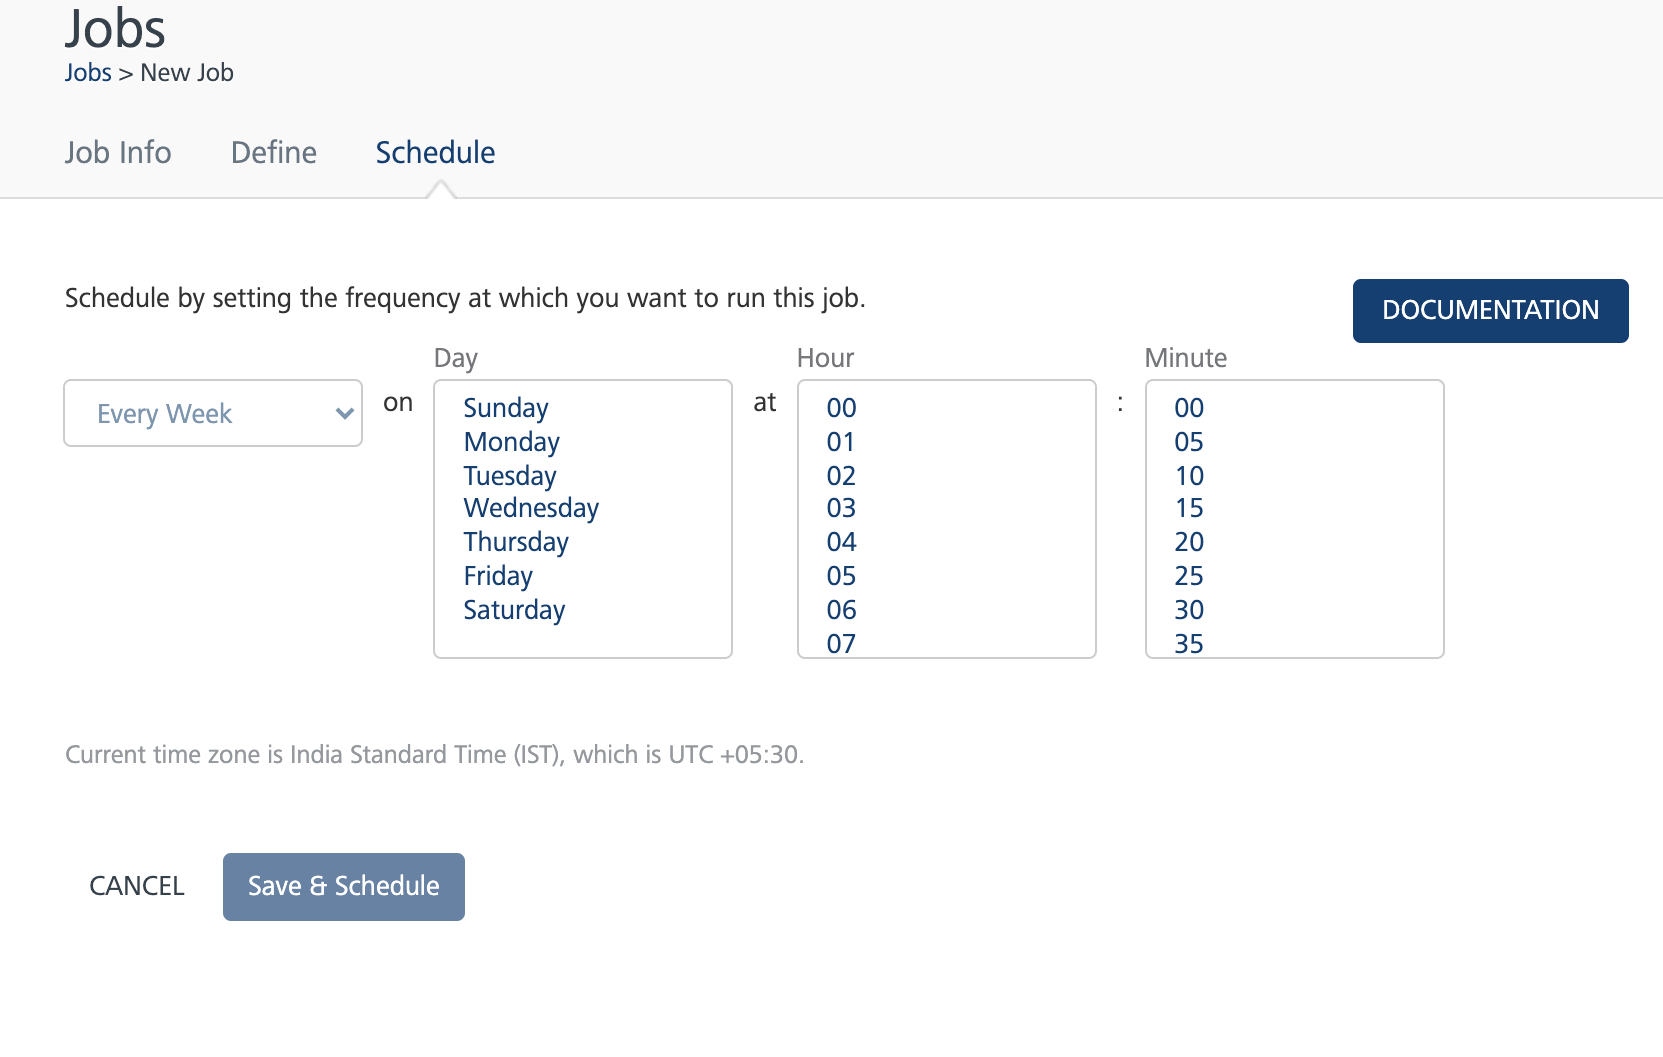 Jobs
Jobs > New Job
Job Info Define Schedule
Schedule by setting the frequency at which you want to run this job.
DOCUMENTATION
Day Hour Minute
Every Week on at :
Sunday 00 00
Monday 01 05
Tuesday 02 10
Wednesday 03 15
Thursday 04 20
Friday 05 25
Saturday 06 30
07 35
Current time zone is India Standard Time (IST), which is UTC +05:30.
CANCEL Save & Schedule